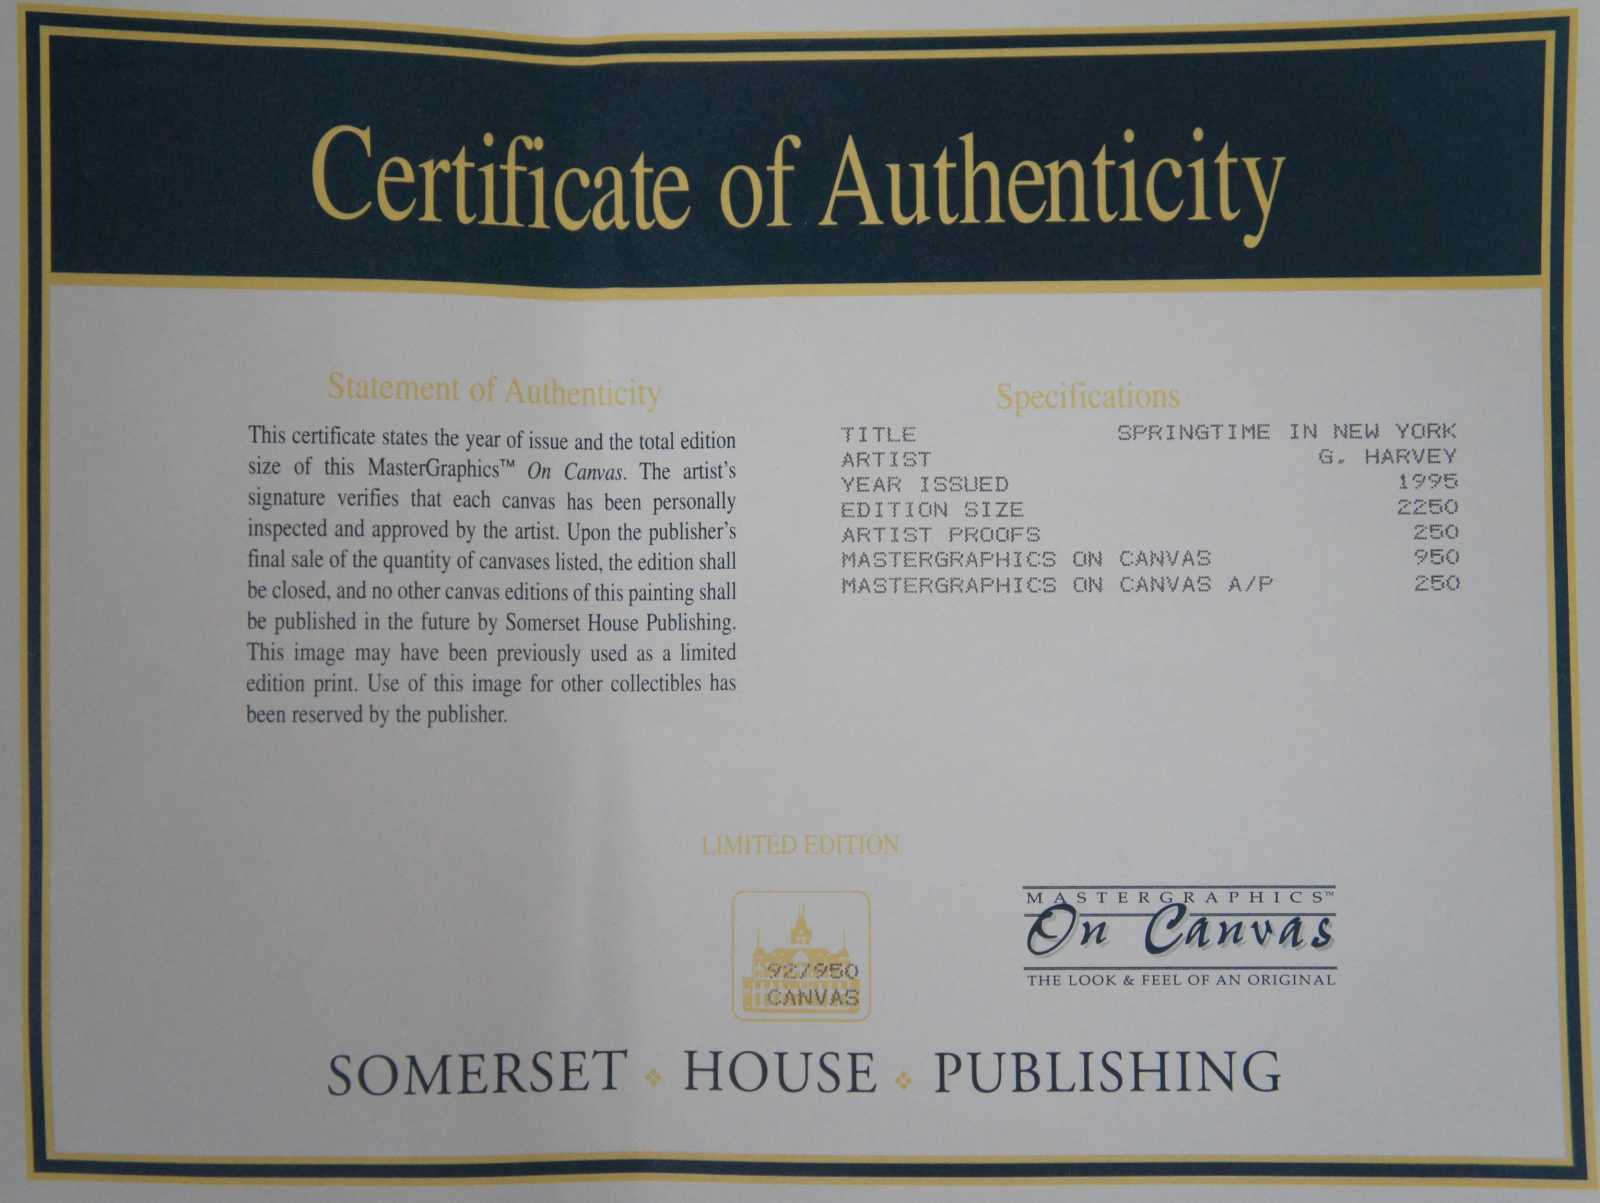 Certificate of Authenticity
Statement of Authenticity
This certificate states the year of issue and the total edition
size of this MasterGraphics™ On Canvas. The artist's
signature verifies that each canvas has been personally
inspected and approved by the artist. Upon the publisher's
final sale of the quantity of canvases listed, the edition shall
be closed, and no other canvas editions of this painting shall
be published in the future by Somerset House Publishing.
This image may have been previously used as a limited
edition print. Use of this image for other collectibles has
been reserved by the publisher.
Specifications
TITLE SPRINGTIME IN NEW YORK
ARTIST G. HARVEY
YEAR ISSUED 1995
EDITION SIZE 2250
ARTIST PROOFS 250
MASTERGRAPHICS ON CANVAS 950
MASTERGRAPHICS ON CANVAS A/P 250
LIMITED EDITION
92/950
CANVAS
MASTERGRAPHICS™
On Canvas
THE LOOK & FEEL OF AN ORIGINAL
SOMERSET HOUSE PUBLISHING